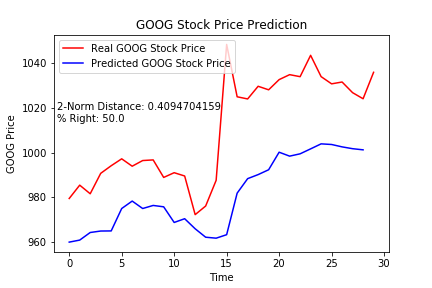 GOOG Stock Price Prediction
Real GOOG Stock Price
Predicted GOOG Stock Price
2-Norm Distance: 0.4094704159
% Right: 50.0
GOOG Price
1040
1020
1000
980
960
0 5 10 15 20 25 30
Time